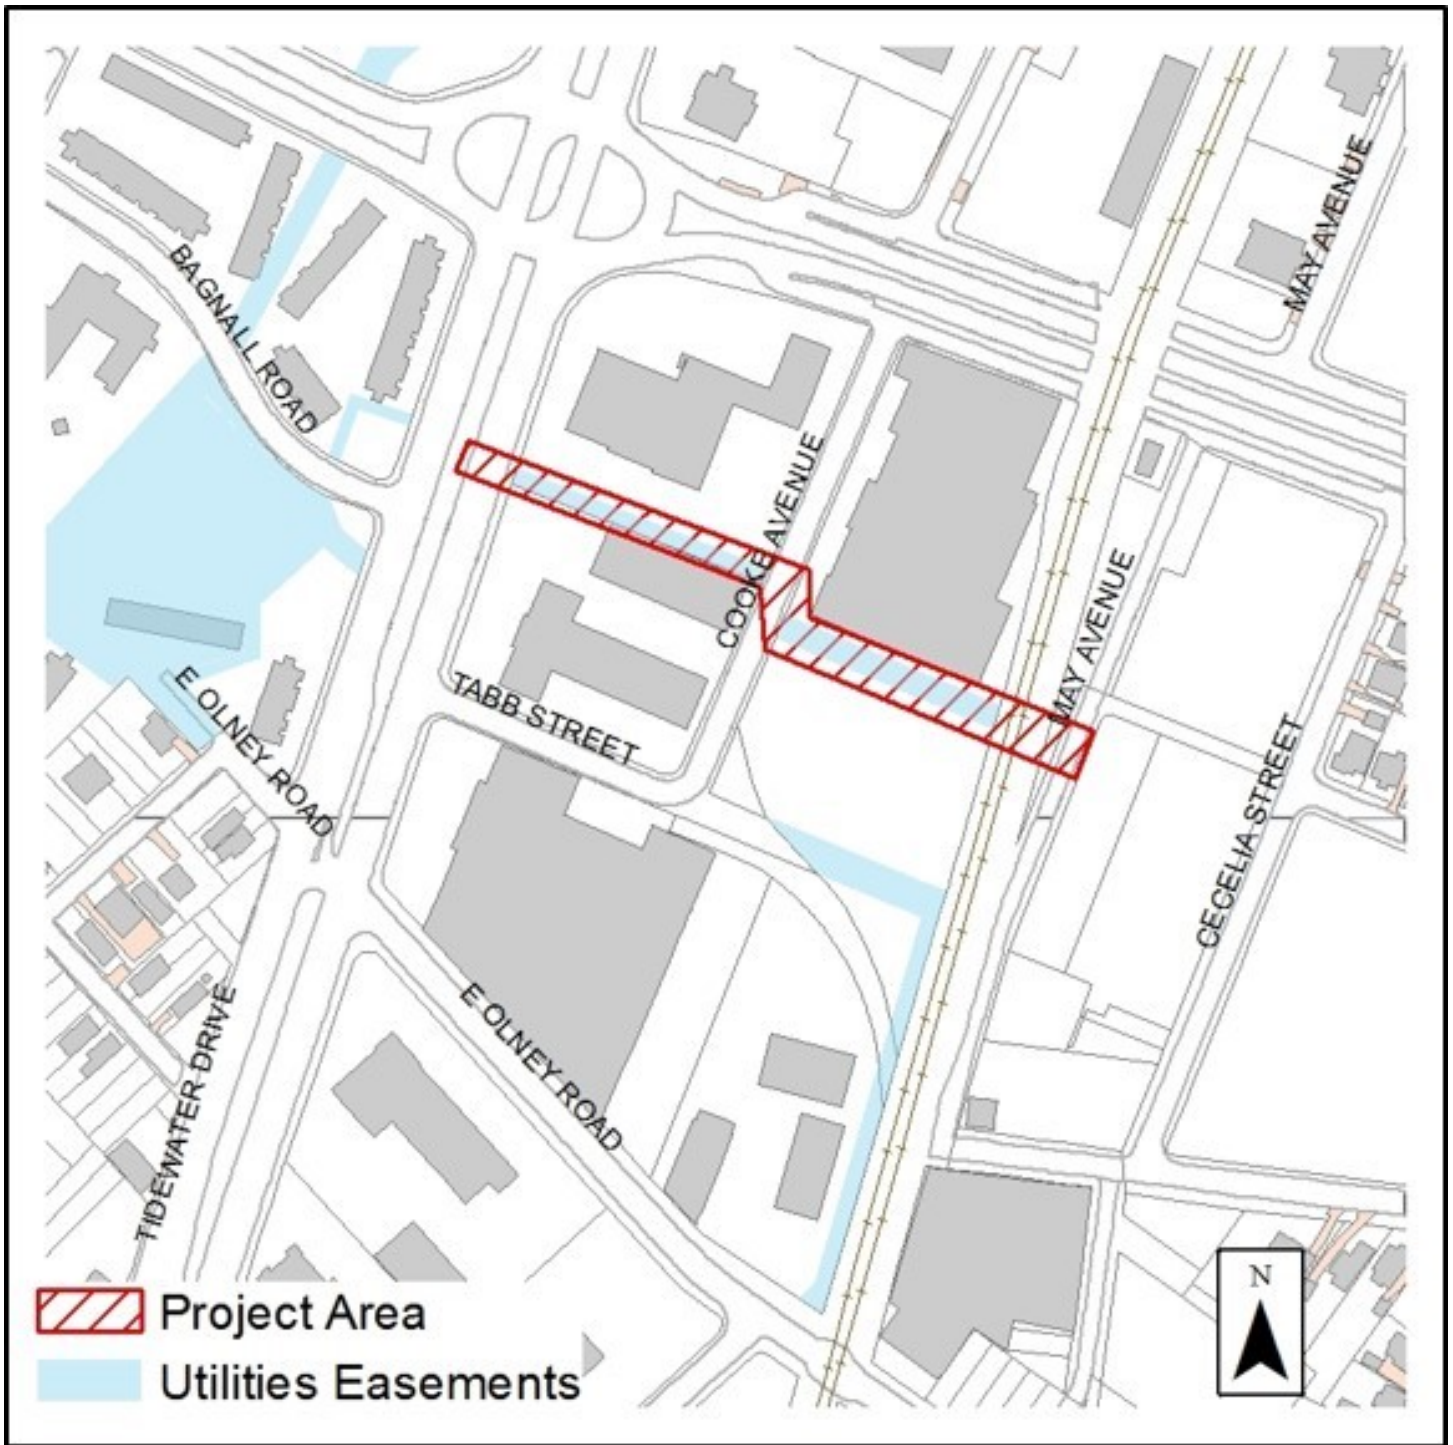 MAY AVENUE
BAGNALL ROAD
COOKE AVENUE
MAY AVENUE
E OLNEY ROAD
TABB STREET
CECELIA STREET
E OLNEY ROAD
TIDEWATER DRIVE
N
Project Area
Utilities Easements